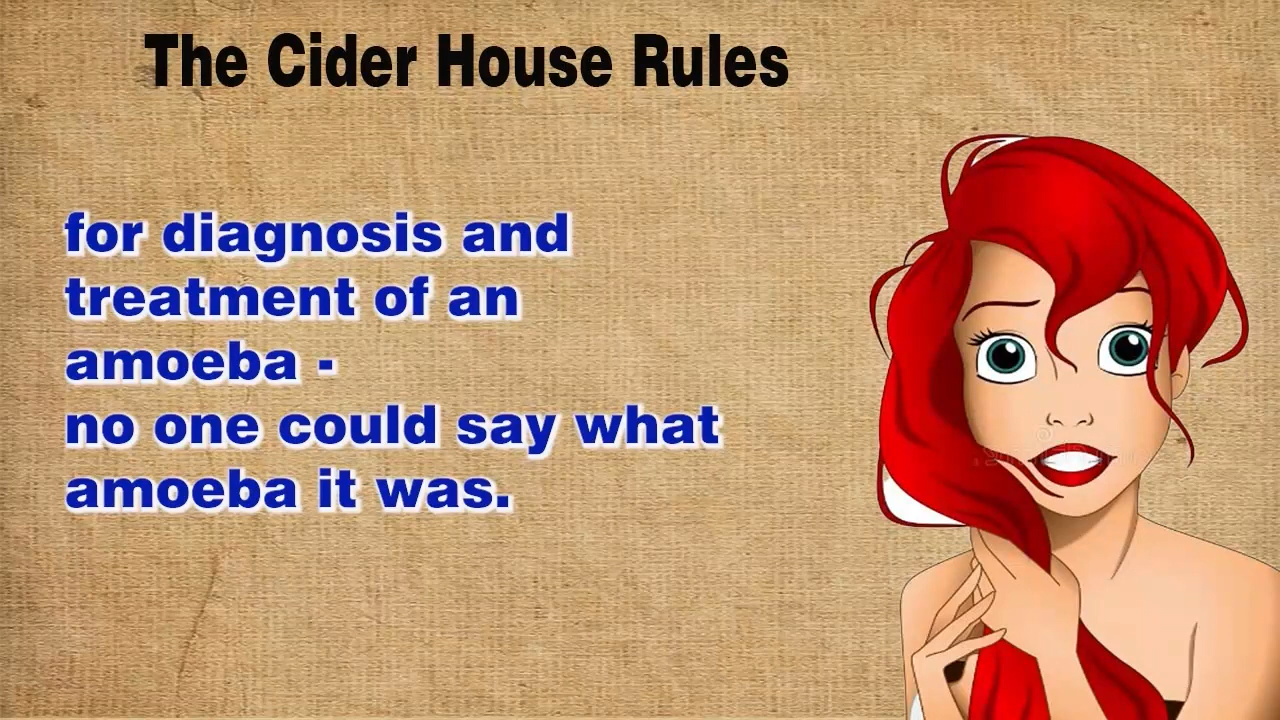 The Cider House Rules
for diagnosis and
treatment of an
amoeba -
no one could say what
amoeba it was.